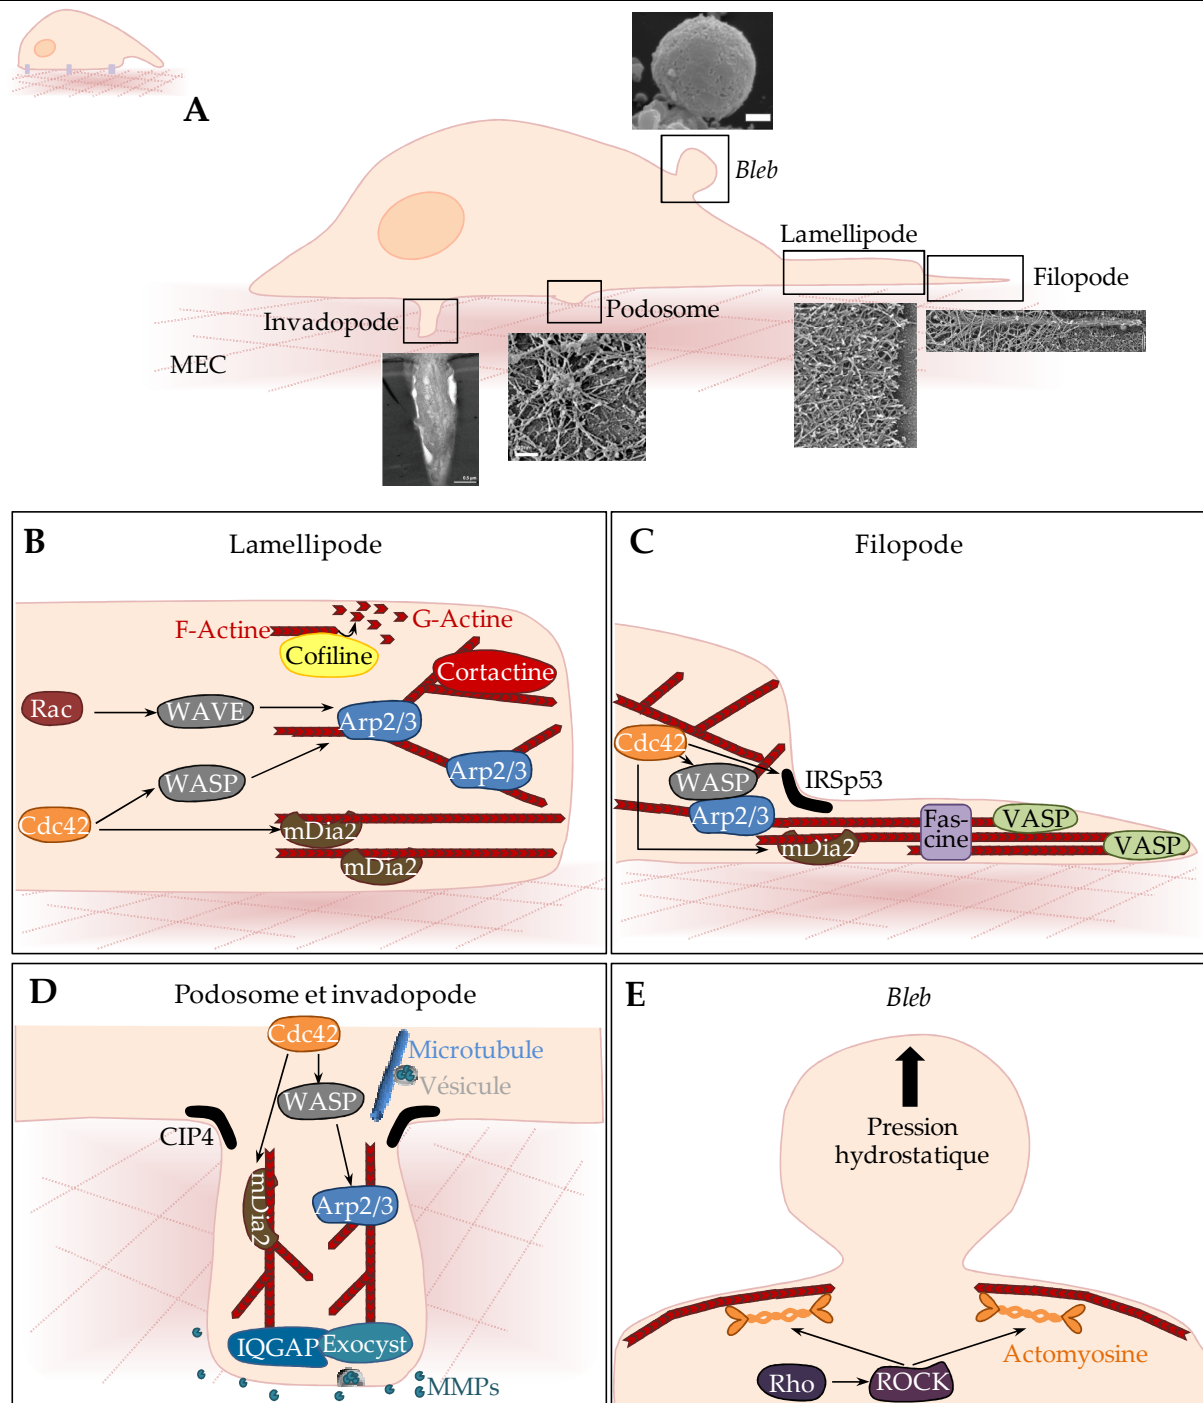 A
Bleb
Lamellipode
Filopode
Invadopode
Podosome
MEC
B
Lamellipode
F-Actine
G-Actine
Cofiline
Cortactine
Rac
WAVE
Arp2/3
WASP
Arp2/3
Cdc42
mDia2
mDia2
C
Filopode
Cdc42
WASP
IRSp53
Arp2/3
mDia2
Fas-
cine
VASP
VASP
D
Podosome et invadopode
Cdc42
Microtubule
Vésicule
WASP
CIP4
mDia2
Arp2/3
IQGAP
Exocyst
MMPs
E
Bleb
Pression
hydrostatique
Actomyosine
Rho
ROCK